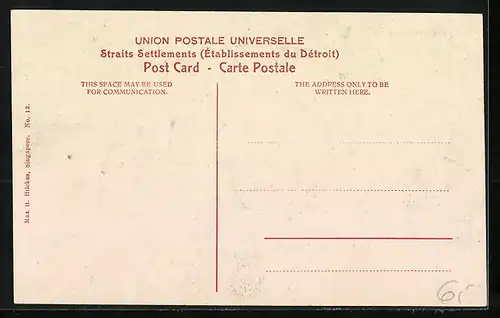 UNION POSTALE UNIVERSELLE
Straits Settlements (Établissements du Détroit)
Post Card - Carte Postale
THIS SPACE MAY BE USED
FOR COMMUNICATION.
THE ADDRESS ONLY TO BE
WRITTEN HERE.
Max H. Hilckes, Singapore. No. 12.
6,-